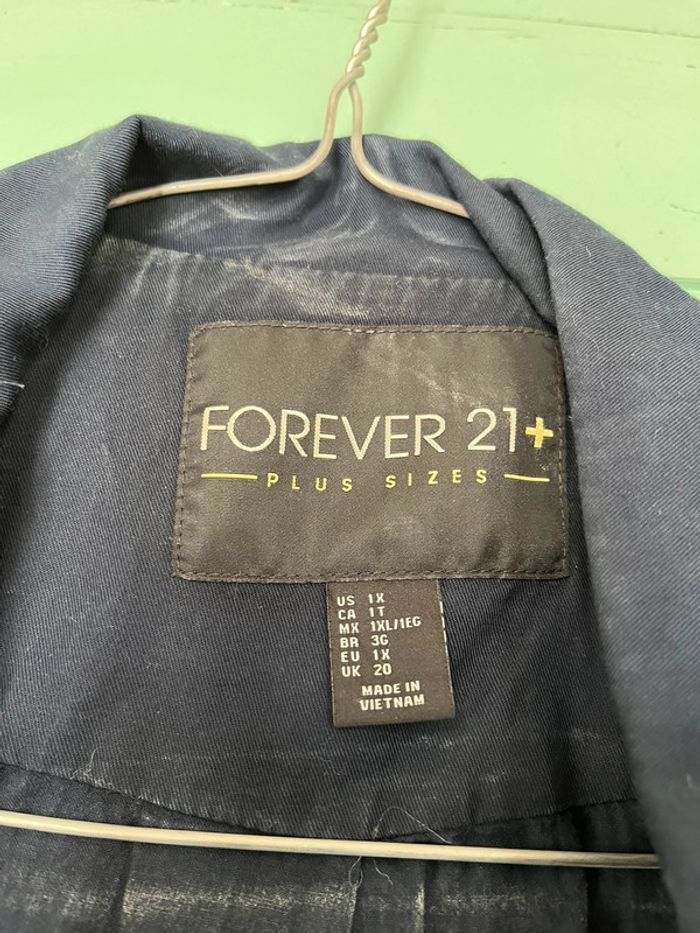 FOREVER 21+
PLUS SIZES
US 1X
CA 1T
MX 1XL/1EG
BR 3G
EU 1X
UK 20
MADE IN
VIETNAM